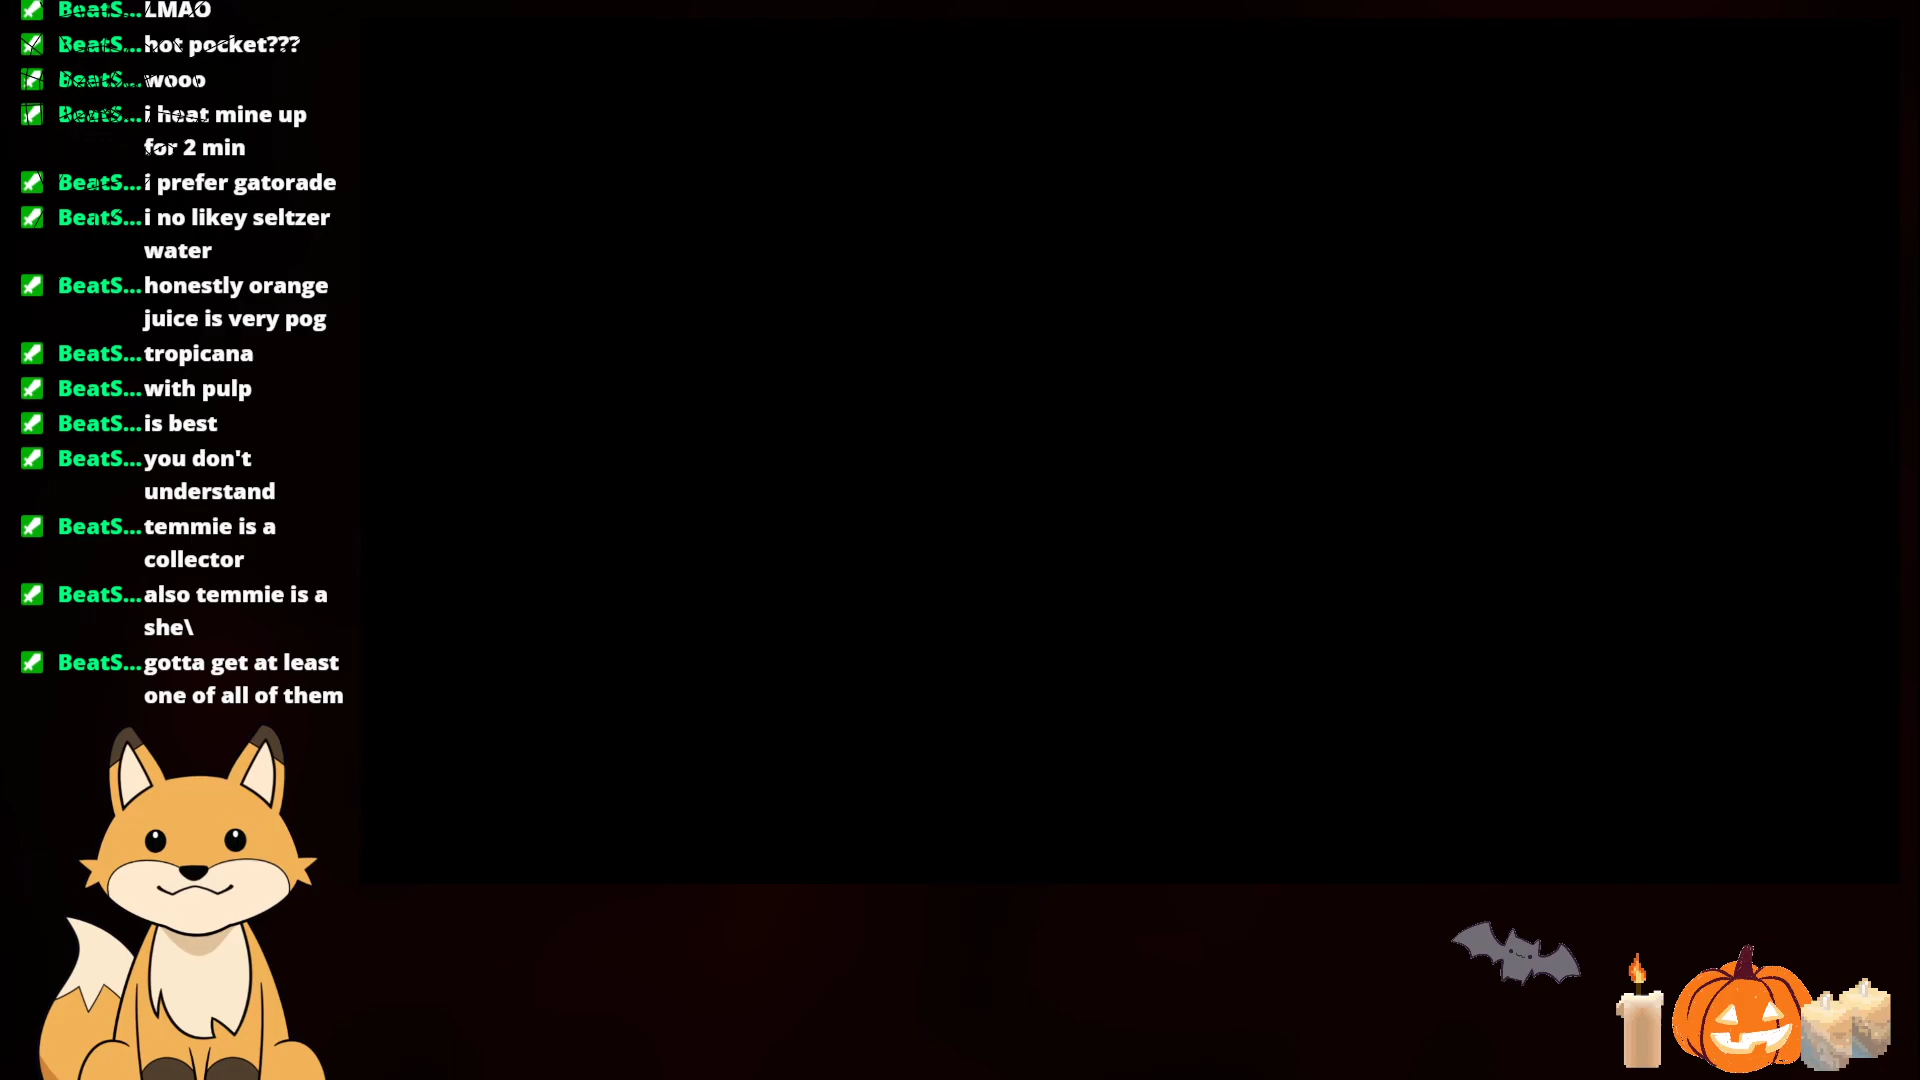 BeatS... LMAO
BeatS... hot pocket???
BeatS... wooo
BeatS... i heat mine up
for 2 min
BeatS... i prefer gatorade
BeatS... i no likey seltzer
water
BeatS... honestly orange
juice is very pog
BeatS... tropicana
BeatS... with pulp
BeatS... is best
BeatS... you don't
understand
BeatS... temmie is a
collector
BeatS... also temmie is a
she\
BeatS... gotta get at least
one of all of them